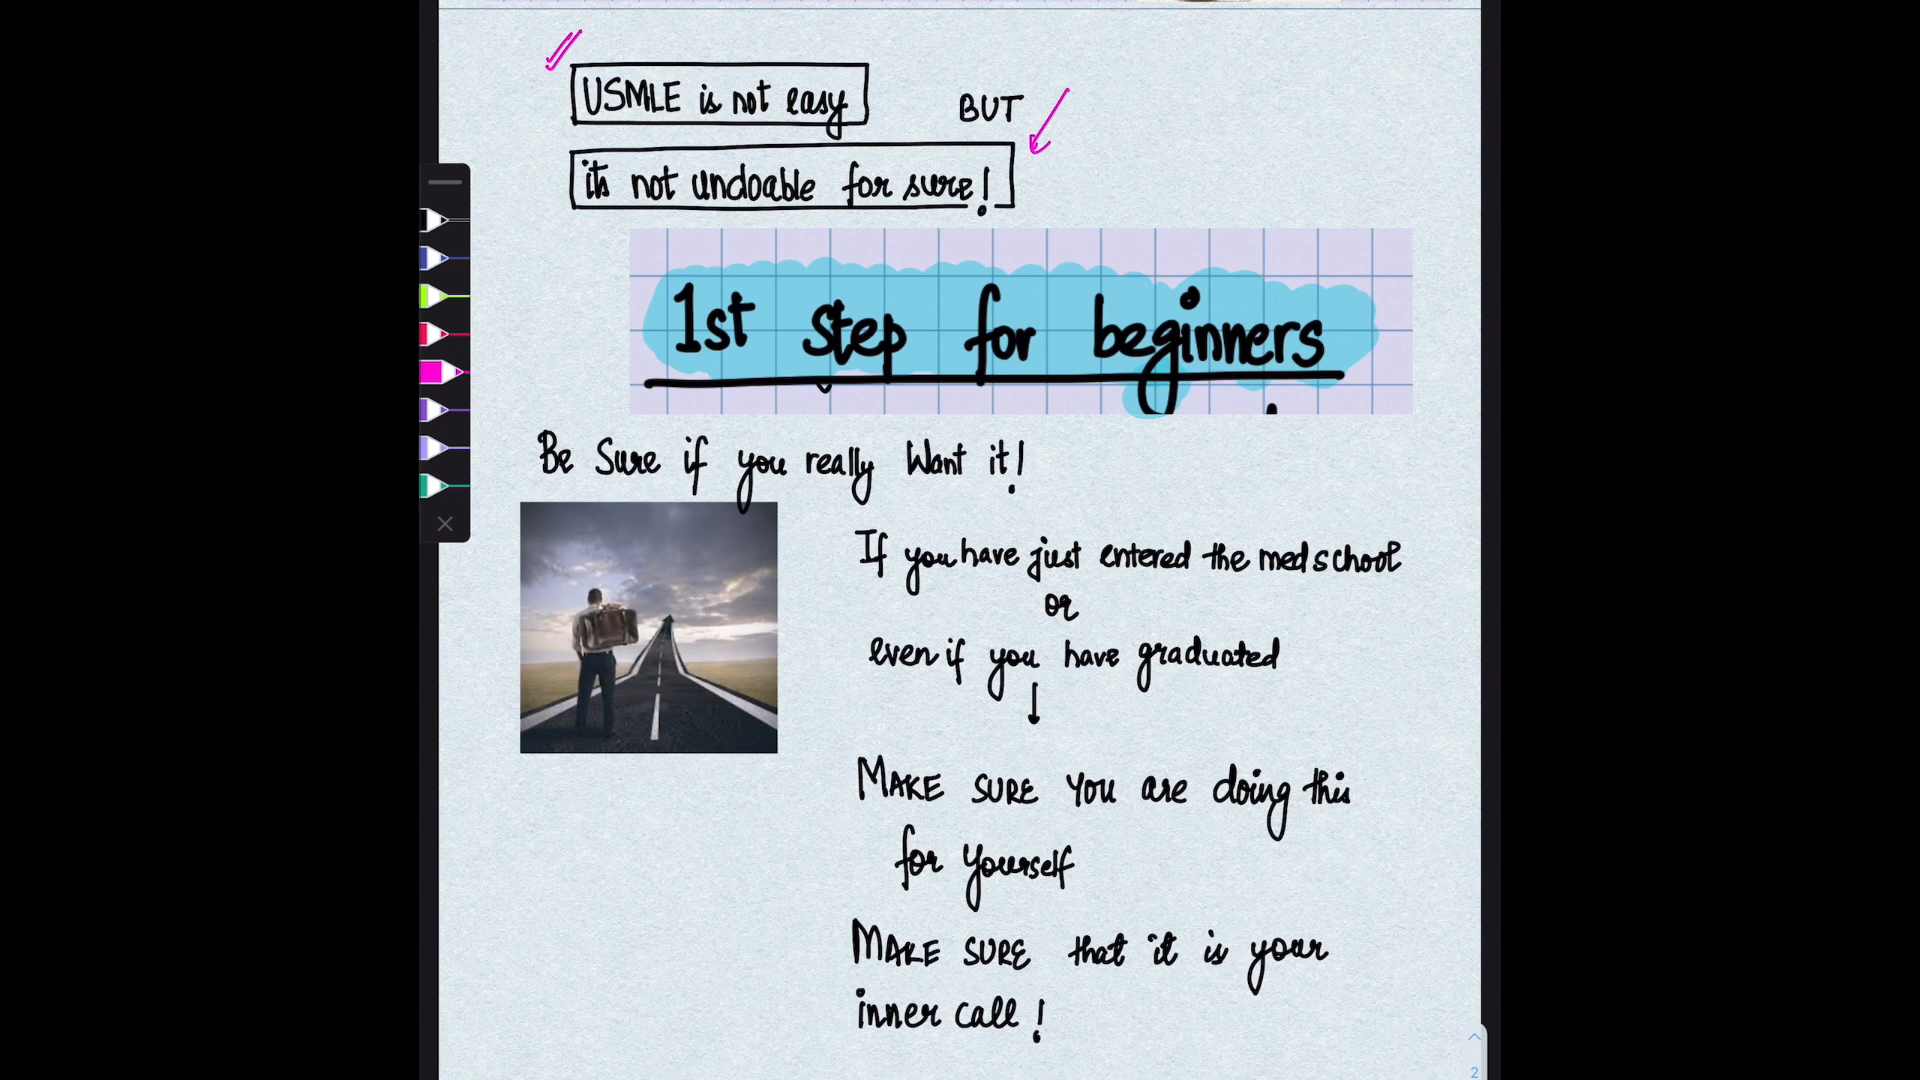 USMLE is not easy BUT
its not undoable for sure!
1st step for beginners
Be Sure if you really Want it!
If you have just entered the med school
or
even if you have graduated
MAKE SURE YOU are doing this
for yourself
MAKE SURE that it is your
inner call!
2